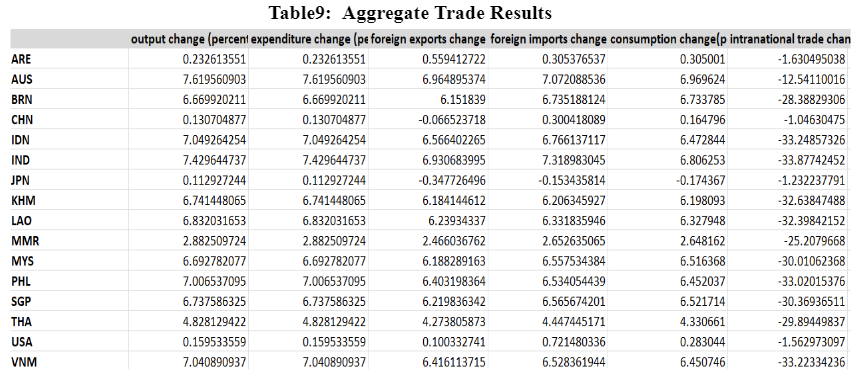 Table9: Aggregate Trade Results
output change (percent expenditure change (pe foreign exports change foreign imports change consumption change(p intranational trade chan
ARE 0.232613551 0.232613551 0.559412722 0.305376537 0.305001 -1.630495038
AUS 7.619560903 7.619560903 6.964895374 7.072088536 6.969624 -12.54110016
BRN 6.669920211 6.669920211 6.151839 6.735188124 6.733785 -28.38829306
CHN 0.130704877 0.130704877 -0.066523718 0.300418089 0.164796 -1.04630475
IDN 7.049264254 7.049264254 6.566402265 6.766137117 6.472844 -33.24857326
IND 7.429644737 7.429644737 6.930683995 7.318983045 6.806253 -33.87742452
JPN 0.112927244 0.112927244 -0.347726496 -0.153435814 -0.174367 -1.232237791
KHM 6.741448065 6.741448065 6.184144612 6.206345927 6.198093 -32.63847488
LAO 6.832031653 6.832031653 6.23934337 6.331835946 6.327948 -32.39842152
MMR 2.882509724 2.882509724 2.466036762 2.652635065 2.648162 -25.2079668
MYS 6.692782077 6.692782077 6.188289163 6.557534384 6.516368 -30.01062368
PHL 7.006537095 7.006537095 6.403198364 6.534054439 6.452037 -33.02015376
SGP 6.737586325 6.737586325 6.219836342 6.565674201 6.521714 -30.36936511
THA 4.828129422 4.828129422 4.273805873 4.447445171 4.330661 -29.89449837
USA 0.159533559 0.159533559 0.100332741 0.721480336 0.283044 -1.562973097
VNM 7.040890937 7.040890937 6.416113715 6.528361944 6.450746 -33.22334236